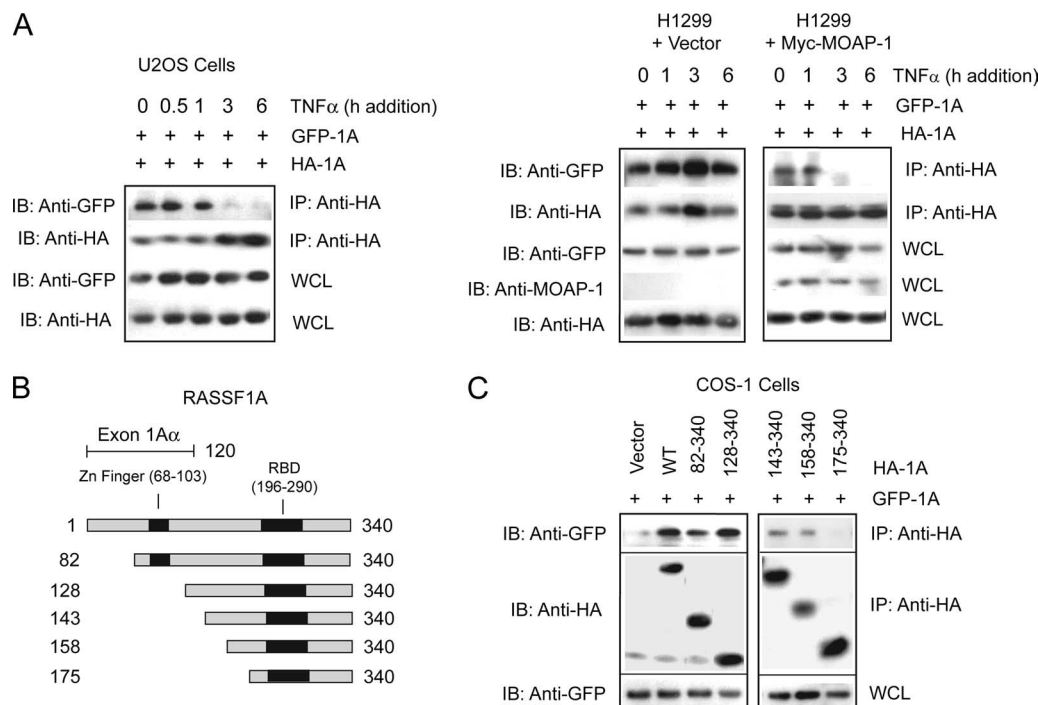 A
U2OS Cells
0 0.5 1 3 6 TNFα (h addition)
+ + + + + GFP-1A
+ + + + + HA-1A
IB: Anti-GFP IP: Anti-HA
IB: Anti-HA IP: Anti-HA
IB: Anti-GFP WCL
IB: Anti-HA WCL
H1299 H1299
+ Vector + Myc-MOAP-1
0 1 3 6 0 1 3 6 TNFα (h addition)
+ + + + + + + + GFP-1A
+ + + + + + + + HA-1A
IB: Anti-GFP IP: Anti-HA
IB: Anti-HA IP: Anti-HA
IB: Anti-GFP WCL
IB: Anti-MOAP-1 WCL
IB: Anti-HA WCL
B
RASSF1A
Exon 1Aα
120
Zn Finger (68-103) RBD
(196-290)
1 340
82 340
128 340
143 340
158 340
175 340
C
COS-1 Cells
Vector WT 82-340 128-340 143-340 158-340 175-340 HA-1A
+ + + + + + + GFP-1A
IB: Anti-GFP IP: Anti-HA
IB: Anti-HA IP: Anti-HA
IB: Anti-GFP WCL